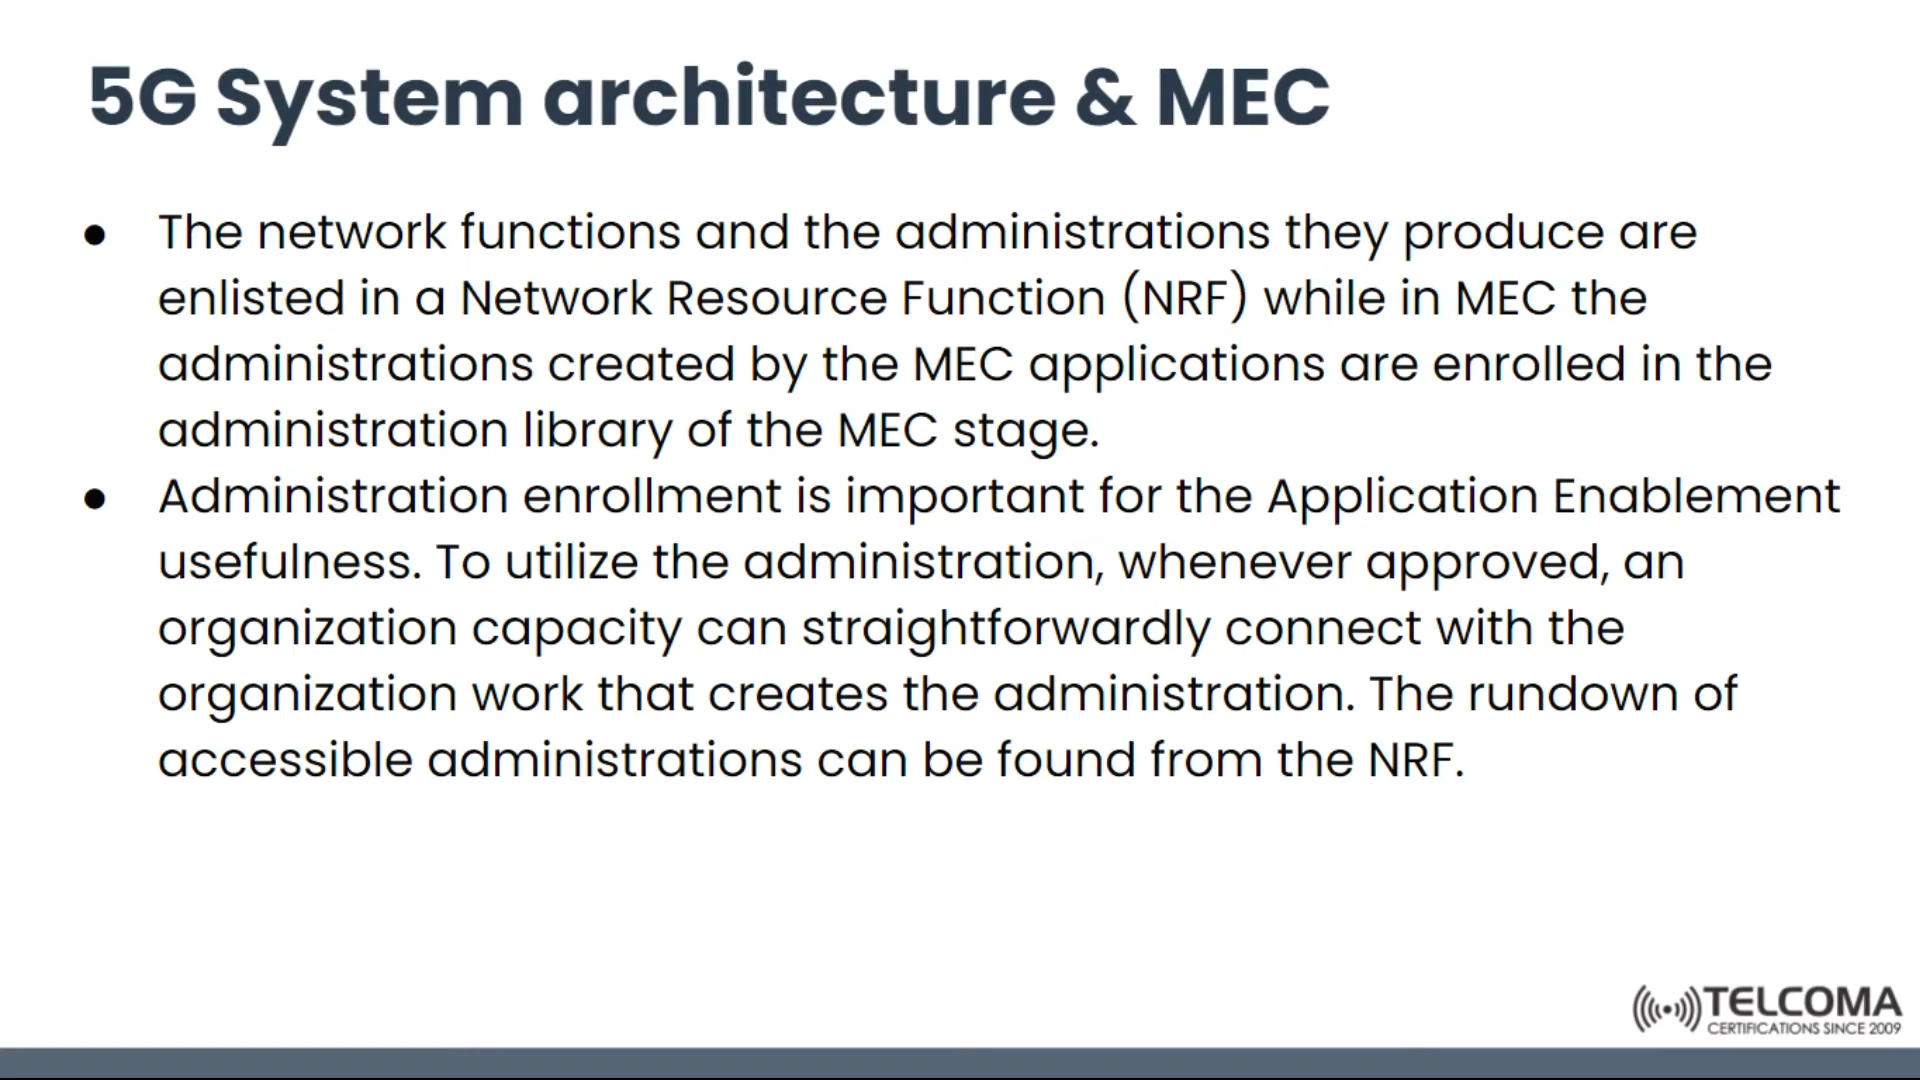 5G System architecture & MEC
● The network functions and the administrations they produce are
enlisted in a Network Resource Function (NRF) while in MEC the
administrations created by the MEC applications are enrolled in the
administration library of the MEC stage.
● Administration enrollment is important for the Application Enablement
usefulness. To utilize the administration, whenever approved, an
organization capacity can straightforwardly connect with the
organization work that creates the administration. The rundown of
accessible administrations can be found from the NRF.
TELCOMA
CERTIFICATIONS SINCE 2009